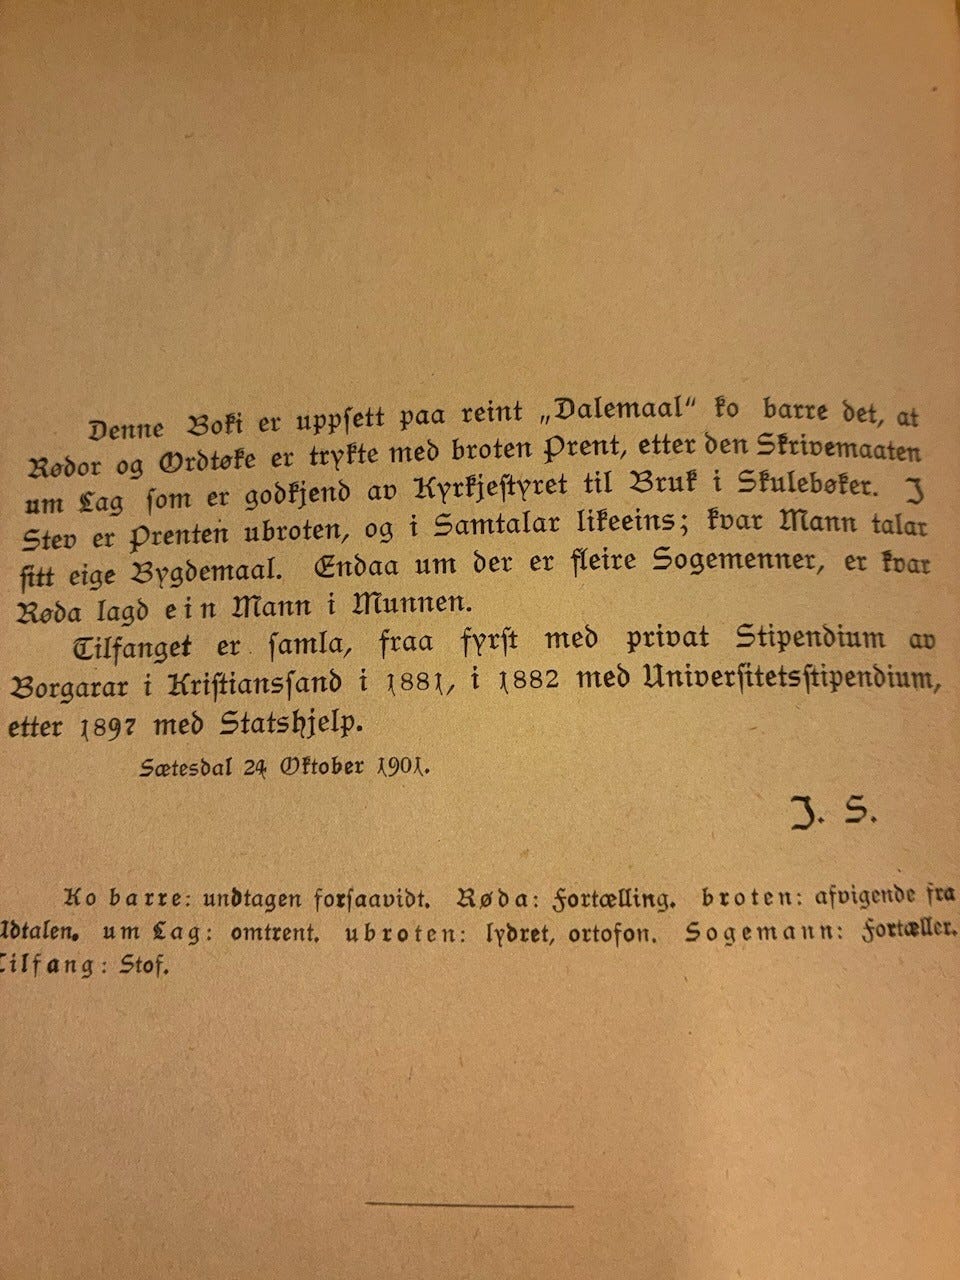 Denne Boki er uppsett paa reint „Dalemaal“ ko barre det, at
Rødor og Ordtøke er trykte med broten Prent, etter den Skrivemaaten
um Lag som er godkjend av Kyrkjestyret til Bruk i Skulebøker. I
Stev er Prenten ubroten, og i Samtalar likeeins; kvar Mann talar
sitt eige Bygdemaal. Endaa um der er fleire Sogemenner, er kvar
Røda lagd ein Mann i Munnen.
Tilfanget er samla, fraa fyrst med privat Stipendium av
Borgarar i Kristianssand i 1881, i 1882 med Universitetsstipendium,
etter 1897 med Statshjelp.
Sætesdal 24 Oktober 1901.
J. S.
Ko barre: undtagen forsaavidt. Røda: Fortælling. broten: afvigende fra
Udtalen. um Lag: omtrent. ubroten: lydret, ortofon. Sogemann: Fortæller.
Tilfang: Stof.